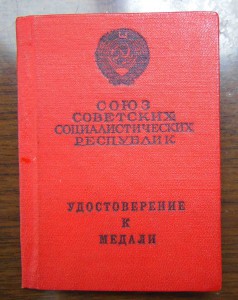 СОЮЗ
СОВЕТСКИХ
СОЦИАЛИСТИЧЕСКИХ
РЕСПУБЛИК
УДОСТОВЕРЕНИЕ
К
МЕДАЛИ